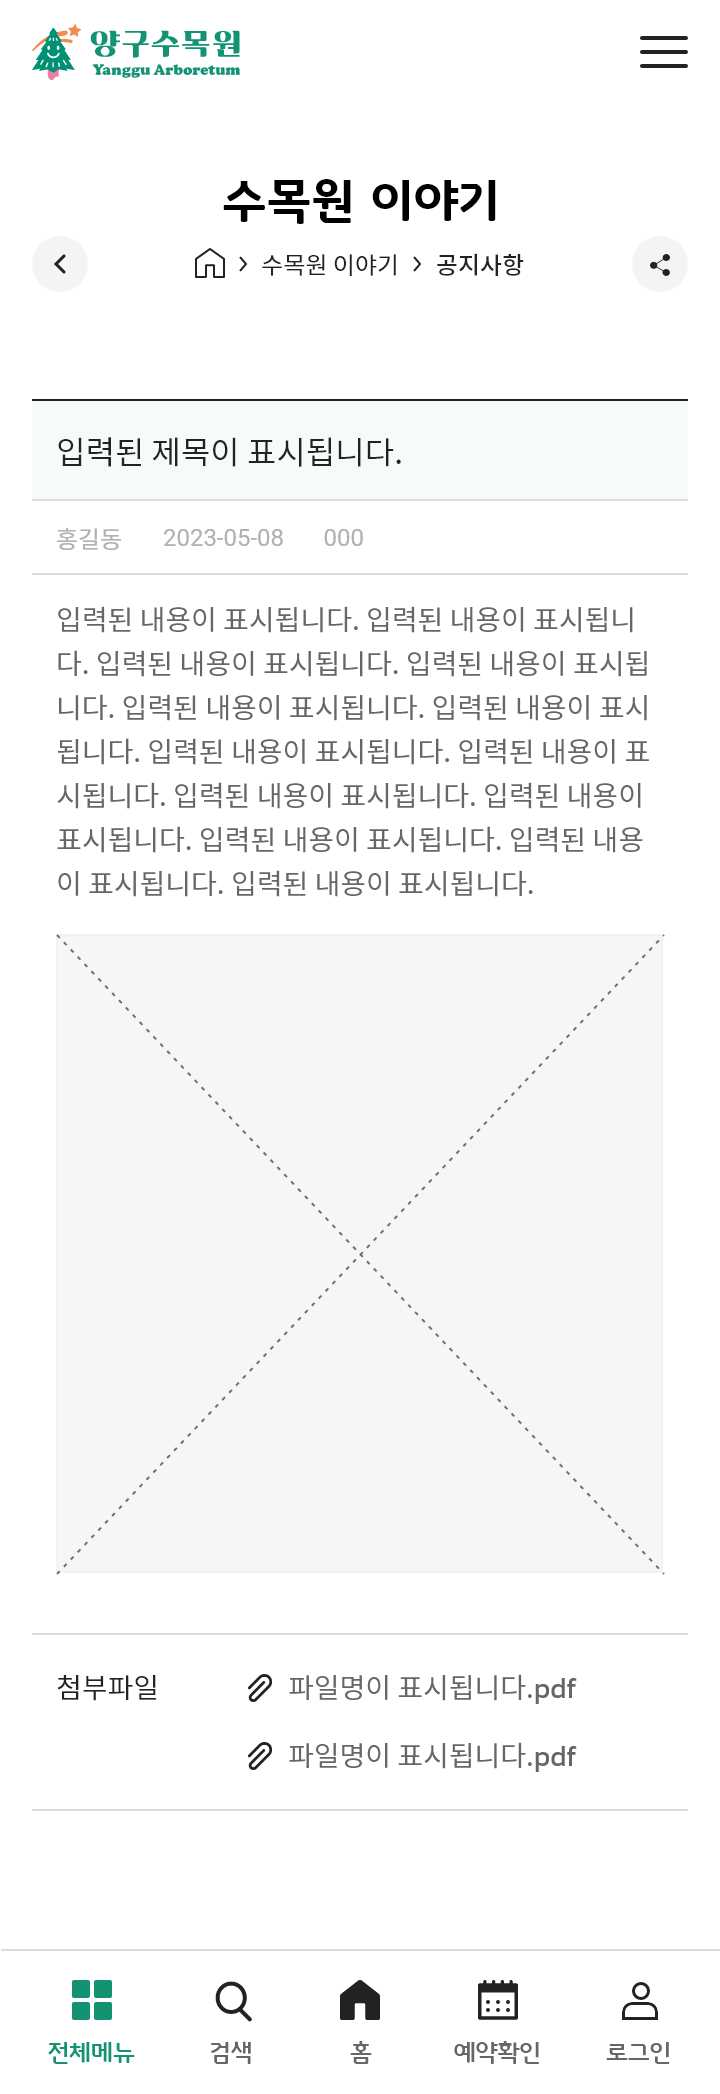 양구수목원
Yanggu Arboretum
수목원 이야기
수목원 이야기 > 공지사항
입력된 제목이 표시됩니다.
홍길동 2023-05-08 000
입력된 내용이 표시됩니다. 입력된 내용이 표시됩니
다. 입력된 내용이 표시됩니다. 입력된 내용이 표시됩
니다. 입력된 내용이 표시됩니다. 입력된 내용이 표시
됩니다. 입력된 내용이 표시됩니다. 입력된 내용이 표
시됩니다. 입력된 내용이 표시됩니다. 입력된 내용이
표시됩니다. 입력된 내용이 표시됩니다. 입력된 내용
이 표시됩니다. 입력된 내용이 표시됩니다.
첨부파일 파일명이 표시됩니다.pdf
파일명이 표시됩니다.pdf
전체메뉴 검색 홈 예약확인 로그인